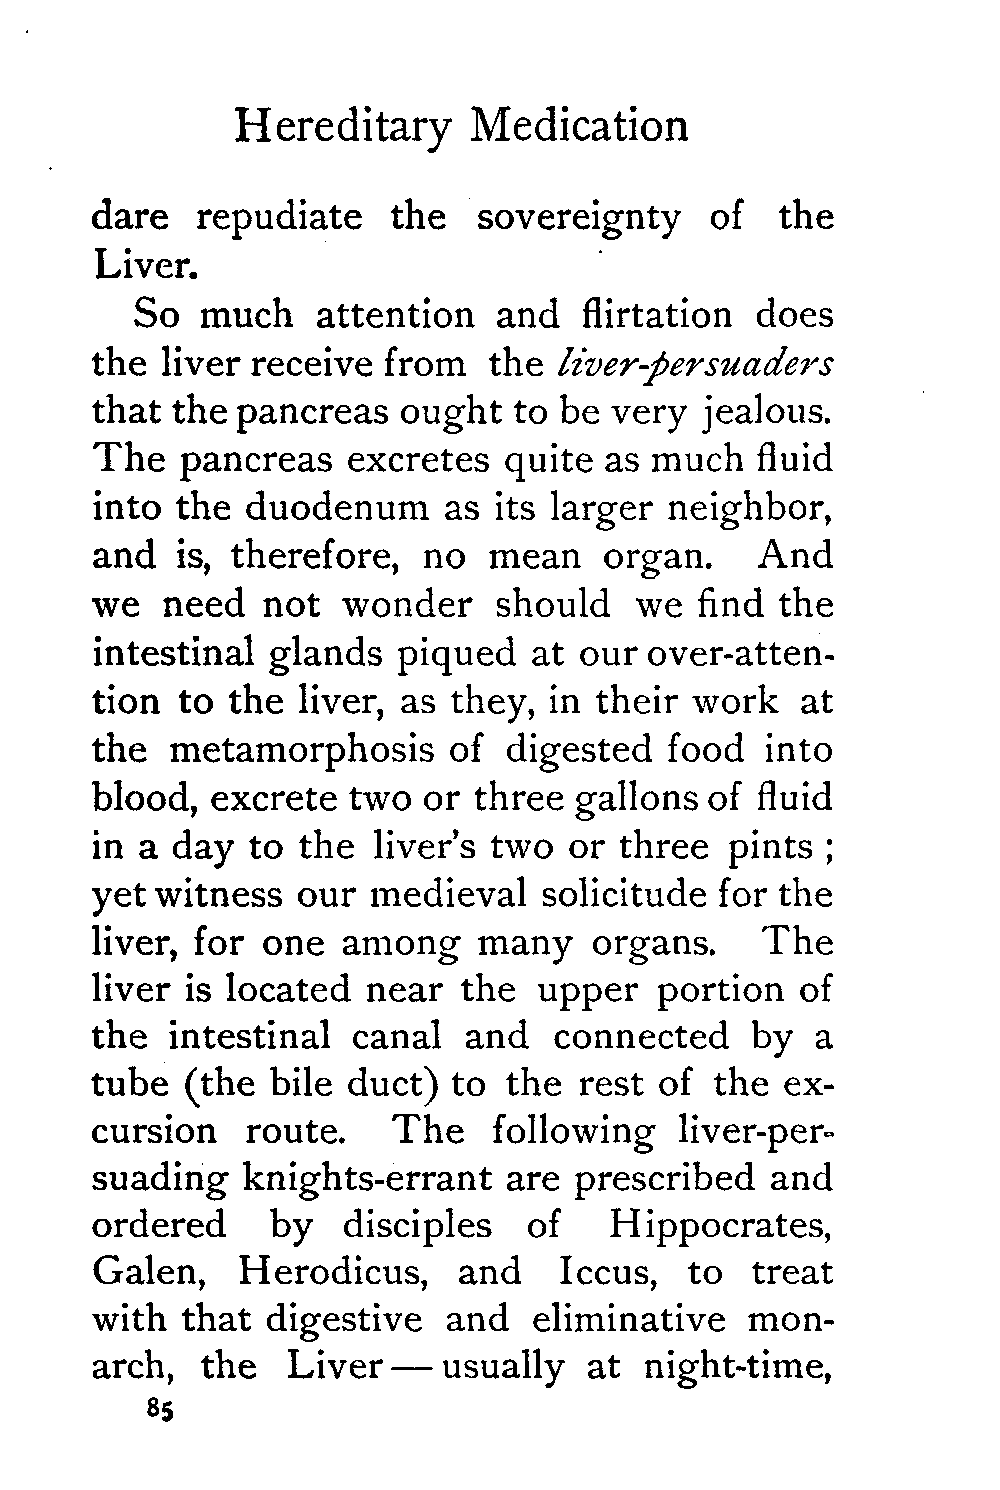 Hereditary Medication
dare repudiate the sovereignty of the
Liver.
So much attention and flirtation does
the liver receive from the liver-persuaders
that the pancreas ought to be very jealous.
The pancreas excretes quite as much fluid
into the duodenum as its larger neighbor,
and is, therefore, no mean organ. And
we need not wonder should we find the
intestinal glands piqued at our over-atten-
tion to the liver, as they, in their work at
the metamorphosis of digested food into
blood, excrete two or three gallons of fluid
in a day to the liver's two or three pints ;
yet witness our medieval solicitude for the
liver, for one among many organs. The
liver is located near the upper portion of
the intestinal canal and connected by a
tube (the bile duct) to the rest of the ex-
cursion route. The following liver-per-
suading knights-errant are prescribed and
ordered by disciples of Hippocrates,
Galen, Herodicus, and Iccus, to treat
with that digestive and eliminative mon-
arch, the Liver — usually at night-time,
85